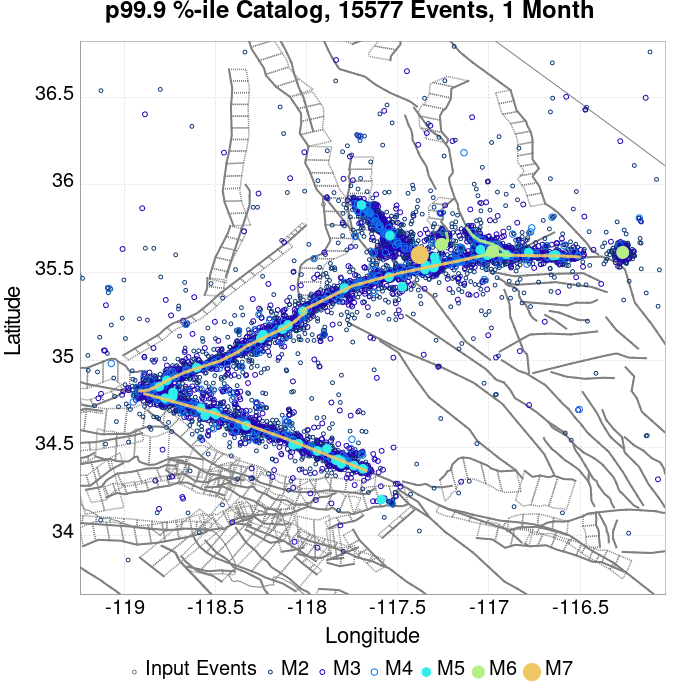 p99.9 %-ile Catalog, 15577 Events, 1 Month
36.5
36
35.5
35
34.5
34
Latitude
-119 -118.5 -118 -117.5 -117 -116.5
Longitude
Input Events M2 M3 M4 M5 M6 M7